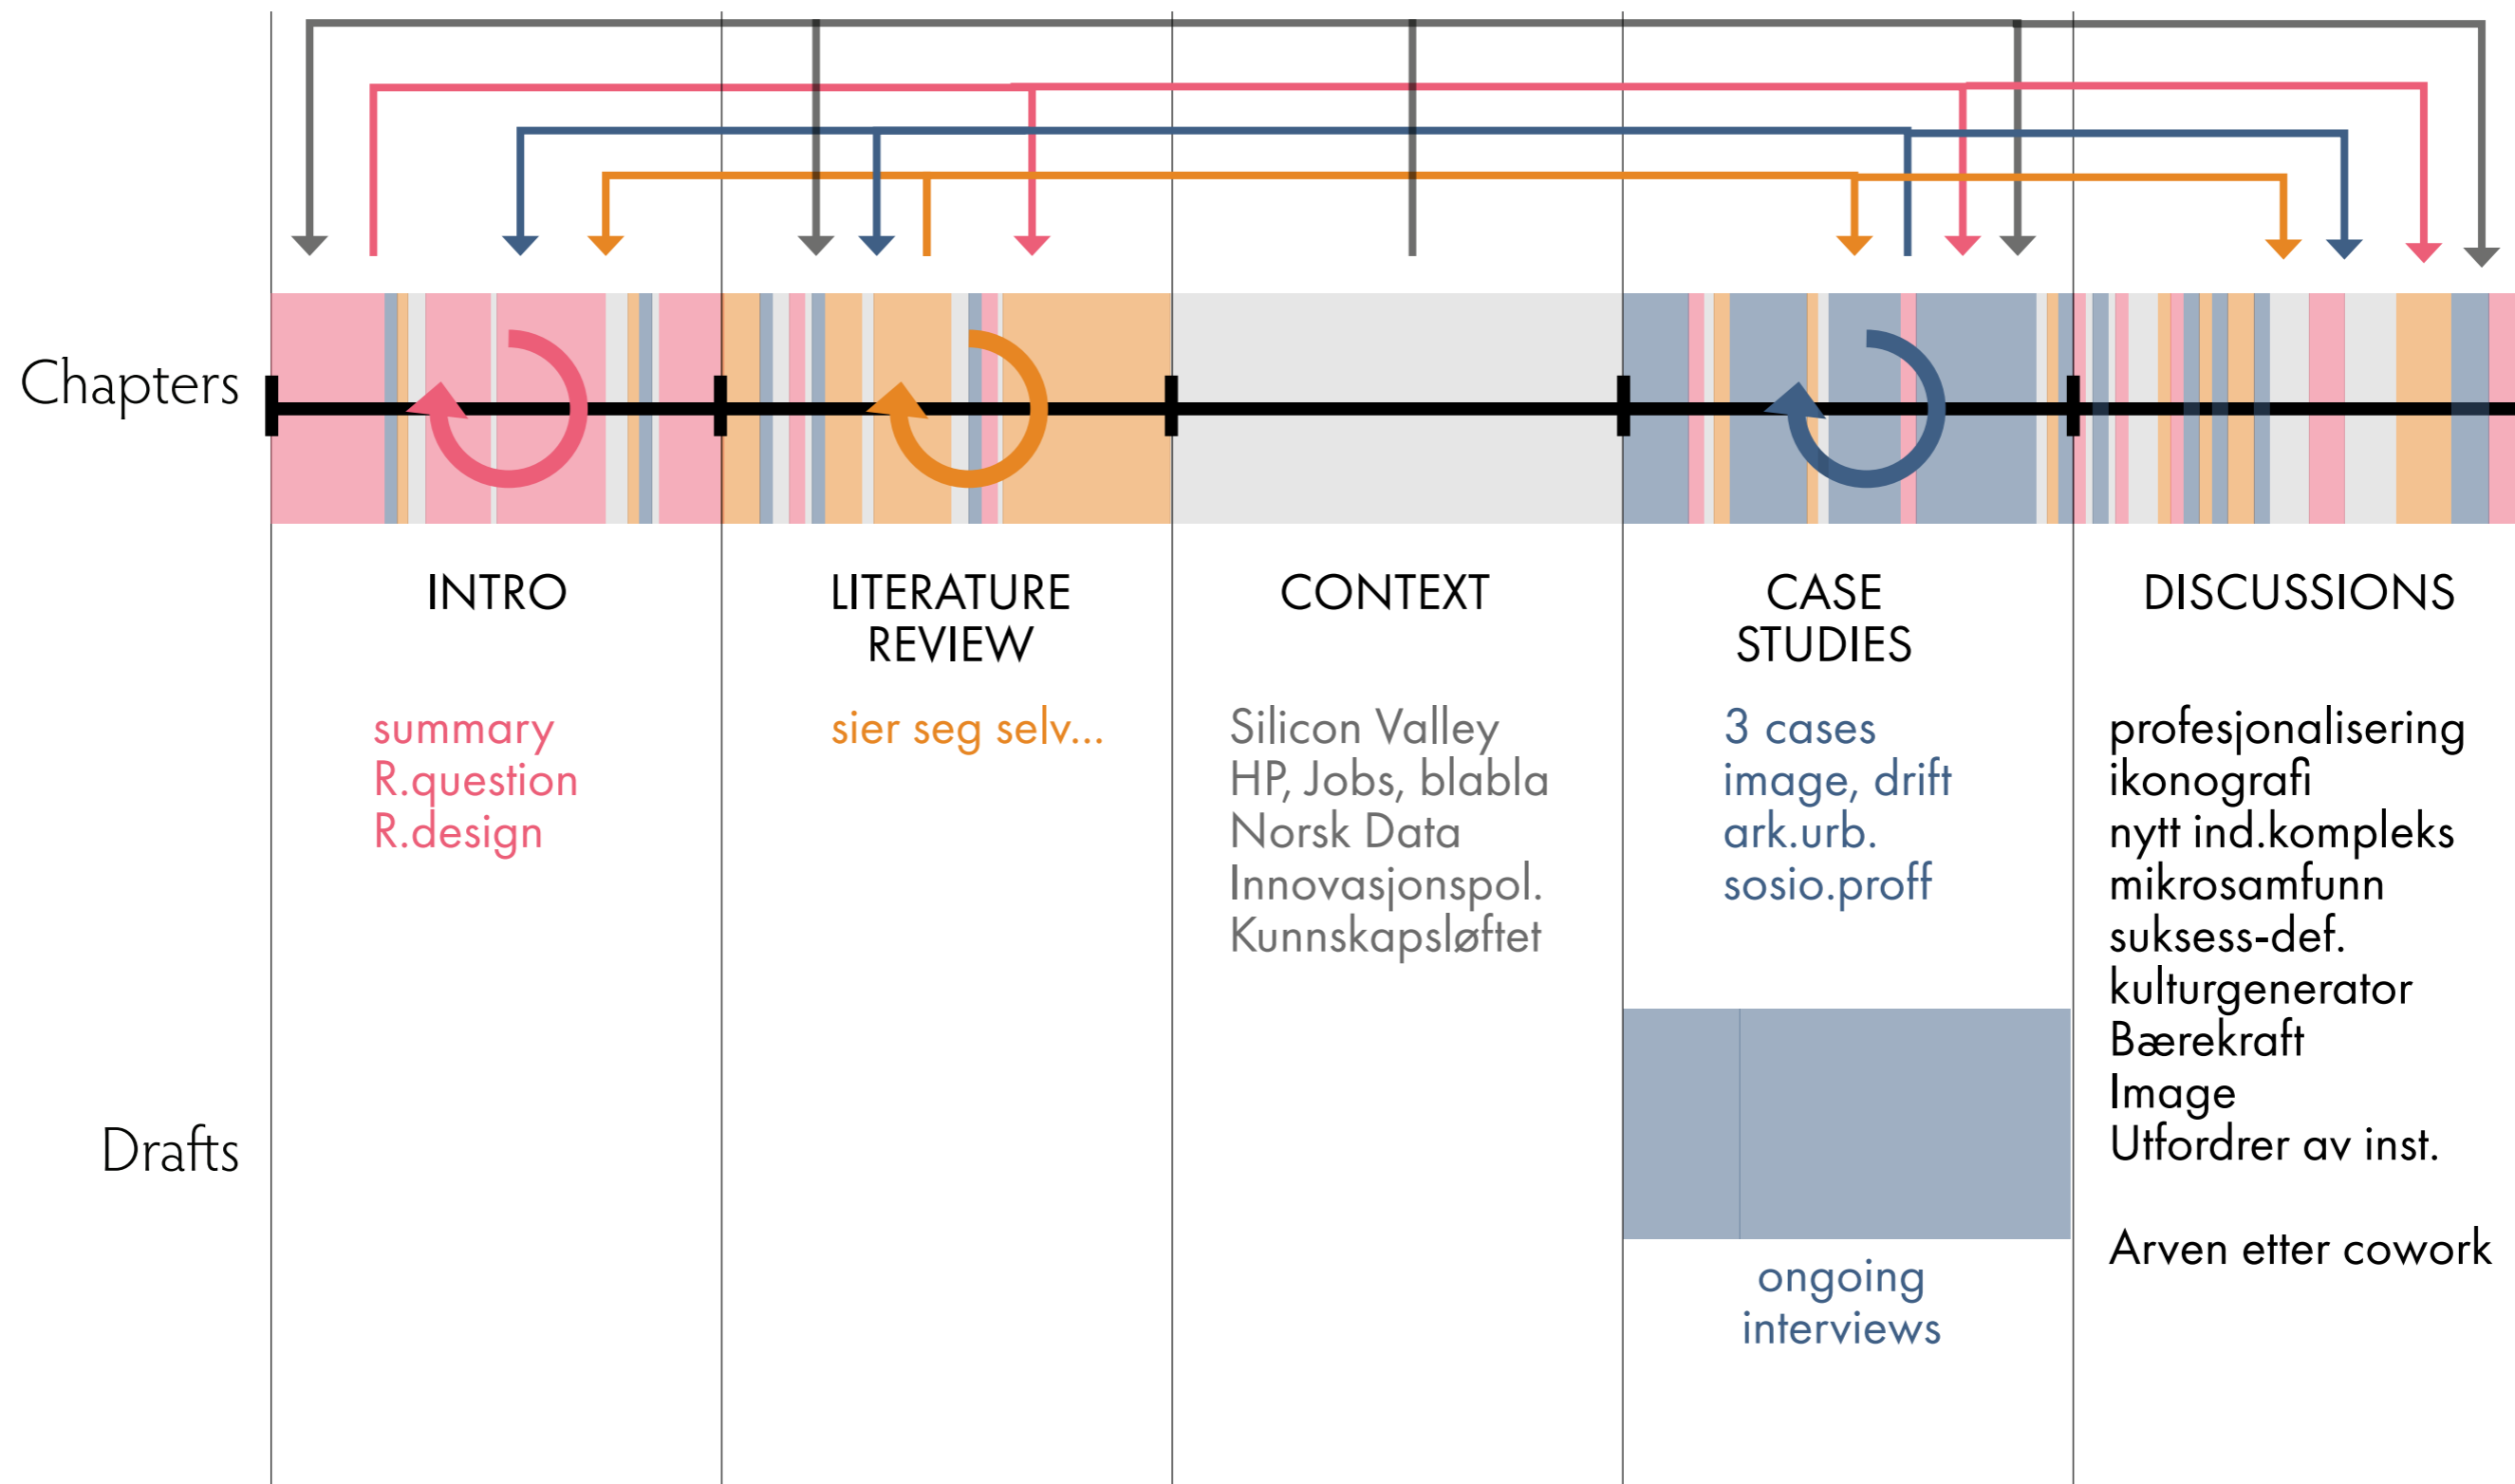 Chapters
INTRO
summary
R.question
R.design
LITERATURE
REVIEW
sier seg selv...
CONTEXT
Silicon Valley
HP, Jobs, blabla
Norsk Data
Innovasjonspol.
Kunnskapsløftet
CASE
STUDIES
3 cases
image, drift
ark.urb.
sosio.proff
DISCUSSIONS
profesjonalisering
ikonografi
nytt ind.kompleks
mikrosamfunn
suksess-def.
kulturgenerator
Bærekraft
Image
Utfordrer av inst.
Arven etter cowork
Drafts
ongoing
interviews